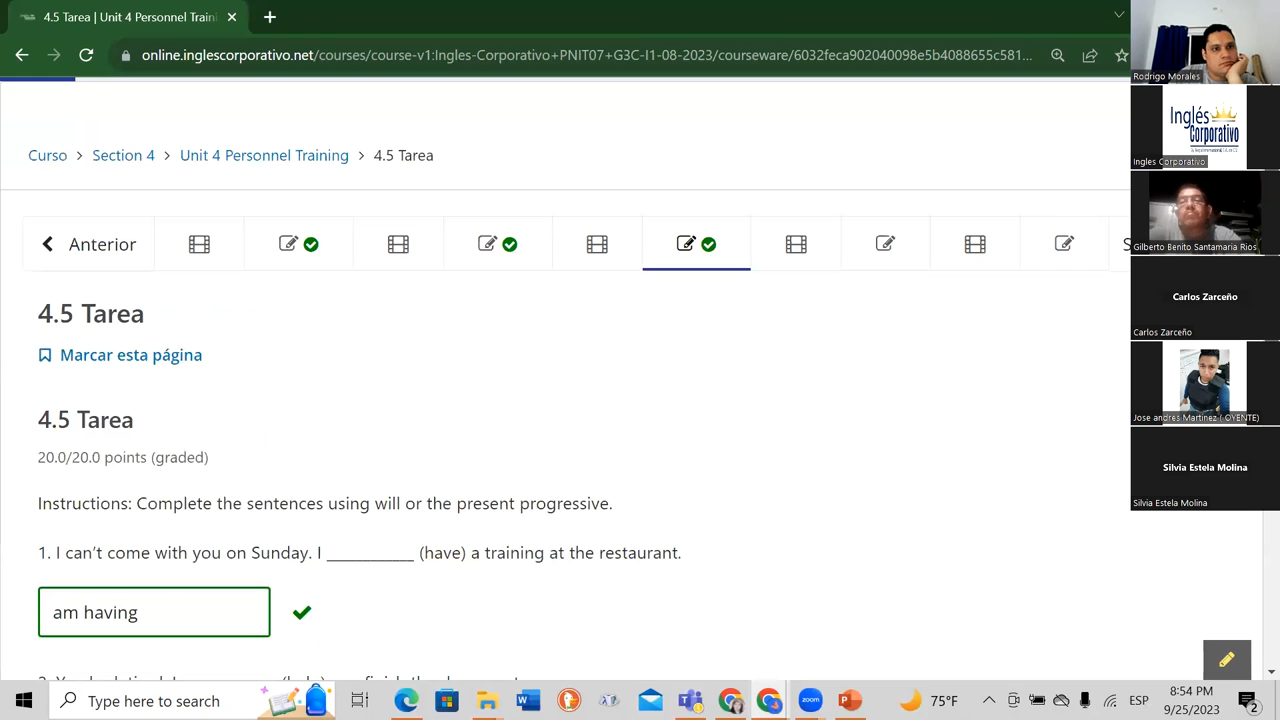 4.5 Tarea | Unit 4 Personnel Traini
online.inglescorporativo.net/courses/course-v1:Ingles-Corporativo+PNIT07+G3C-I1-08-2023/courseware/6032feca902040098e5b4088655c581...
Curso > Section 4 > Unit 4 Personnel Training > 4.5 Tarea
Anterior
4.5 Tarea
Marcar esta página
4.5 Tarea
20.0/20.0 points (graded)
Instructions: Complete the sentences using will or the present progressive.
1. I can't come with you on Sunday. I __________ (have) a training at the restaurant.
am having
Rodrigo Morales
Inglés
Corporativo
Ingles Corporativo
Gilberto Benito Santamaria Rios
Carlos Zarceño
Carlos Zarceño
Jose andres Martinez ( OYENTE)
Silvia Estela Molina
Silvia Estela Molina
Type here to search
75°F
ESP
8:54 PM
9/25/2023
2